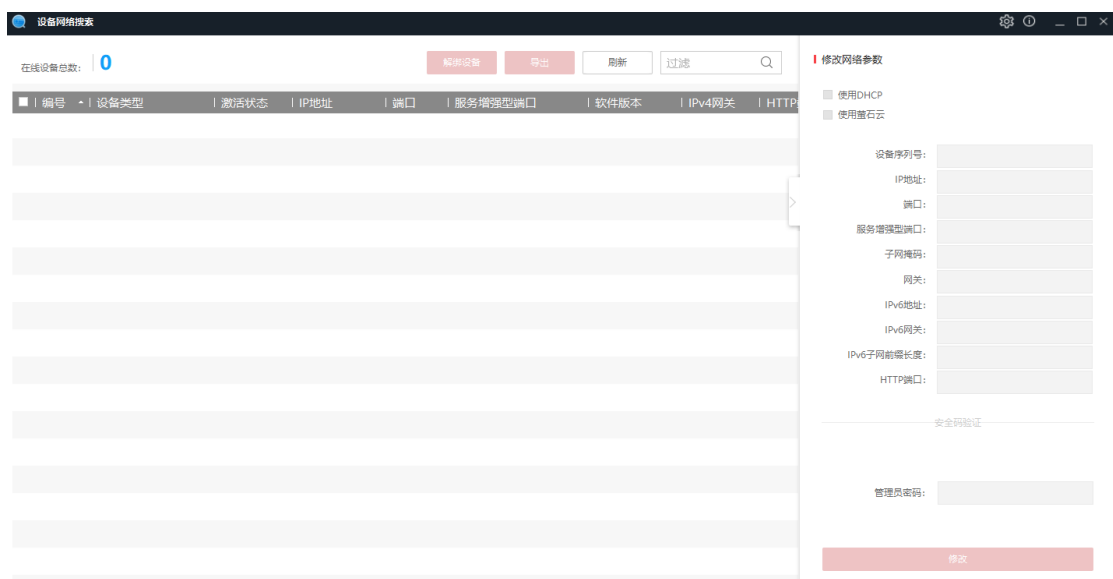 设备网络搜索
在线设备总数： 0
解绑设备 导出 刷新 过滤
编号 设备类型 激活状态 IP地址 端口 服务增强型端口 软件版本 IPv4网关 HTTP
修改网络参数
使用DHCP
使用萤石云
设备序列号：
IP地址：
端口：
服务增强型端口：
子网掩码：
网关：
IPv6地址：
IPv6网关：
IPv6子网前缀长度：
HTTP端口：
安全码验证
管理员密码：
修改